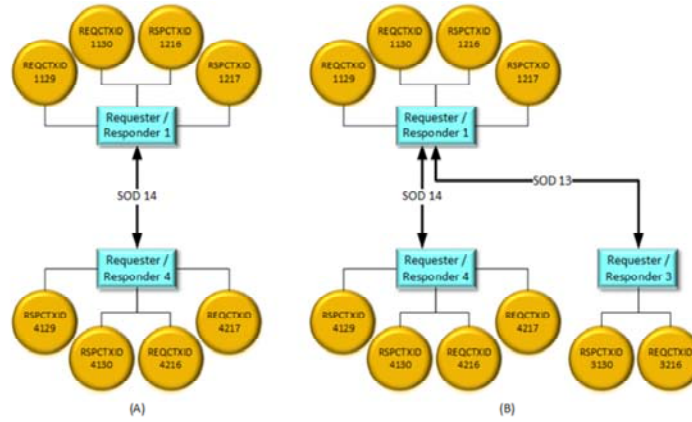 REQCTXID
1130
RSPCTXID
1216
REQCTXID
1129
RSPCTXID
1217
Requester /
Responder 1
SOD 14
Requester /
Responder 4
RSPCTXID
4129
REQCTXID
4217
RSPCTXID
4130
REQCTXID
4216
(A)
REQCTXID
1130
RSPCTXID
1216
REQCTXID
1129
RSPCTXID
1217
Requester /
Responder 1
SOD 13
SOD 14
Requester /
Responder 4
Requester /
Responder 3
RSPCTXID
4129
REQCTXID
4217
RSPCTXID
4130
REQCTXID
4216
RSPCTXID
3130
REQCTXID
3216
(B)